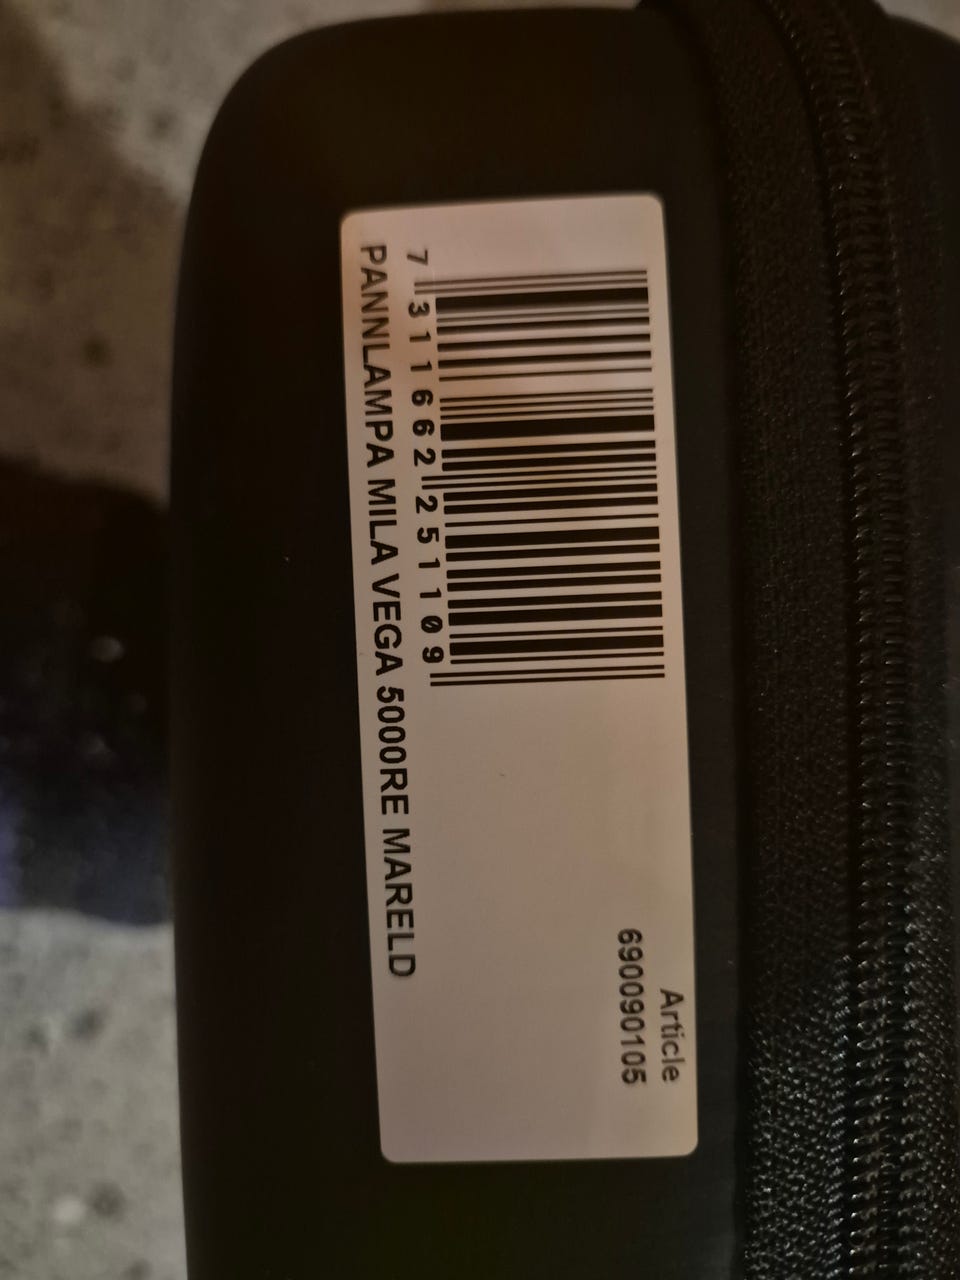 Article
690090105
7 311662 251109
PANNLAMPA MILA VEGA 5000RE MARELD